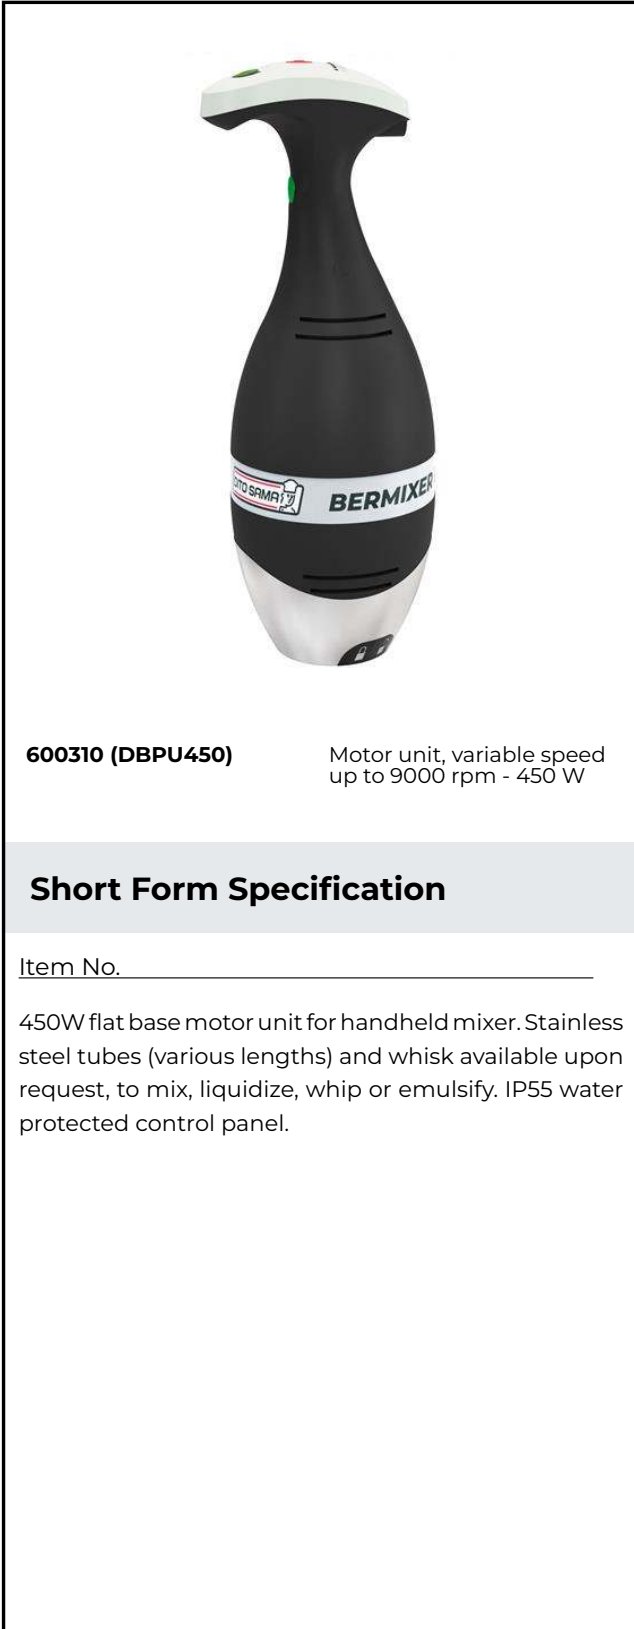 DITO SAMA
BERMIXER
600310 (DBPU450)
Motor unit, variable speed
up to 9000 rpm - 450 W
Short Form Specification
Item No.
450W flat base motor unit for handheld mixer. Stainless
steel tubes (various lengths) and whisk available upon
request, to mix, liquidize, whip or emulsify. IP55 water
protected control panel.